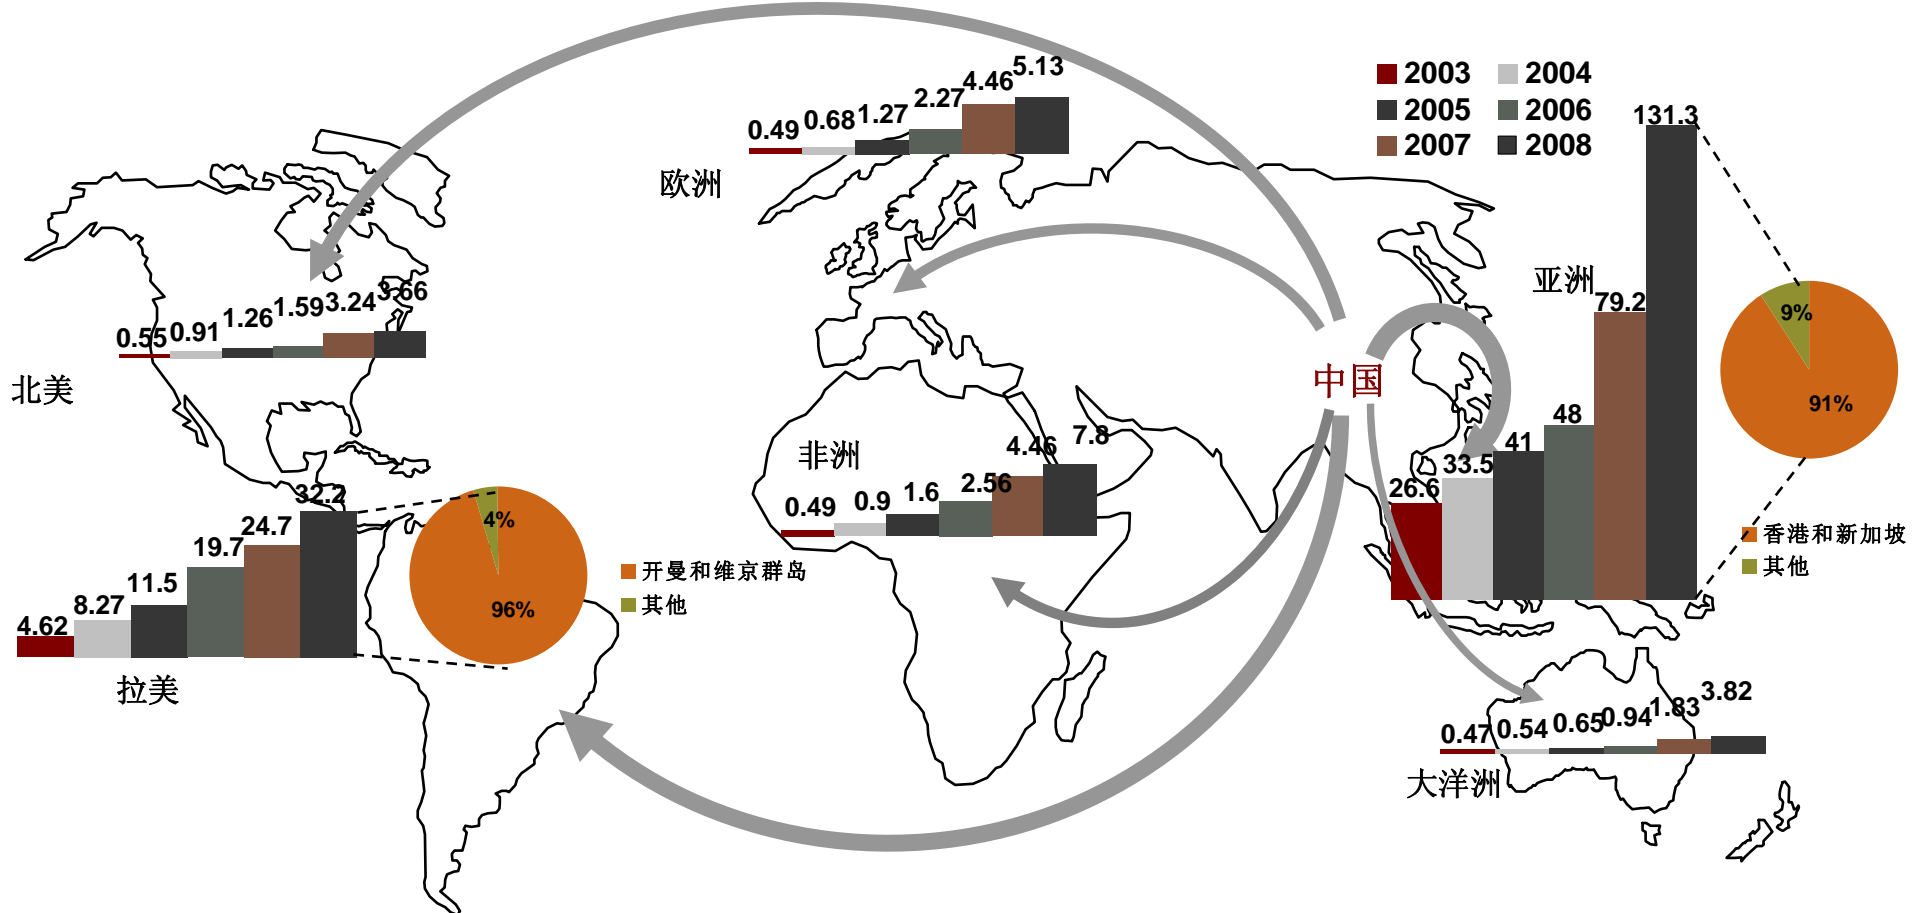 2003 2004
2005 2006
2007 2008
欧洲
0.49 0.68 1.27 2.27 4.46 5.13
北美
0.55 0.91 1.26 1.59 3.24 3.66
中国
亚洲
26.6 33.5 41 48 79.2 131.3
9%
91%
香港和新加坡
其他
非洲
0.49 0.9 1.6 2.56 4.46 7.8
拉美
4.62 8.27 11.5 19.7 24.7 32.2
4%
96%
开曼和维京群岛
其他
大洋洲
0.47 0.54 0.65 0.94 1.83 3.82